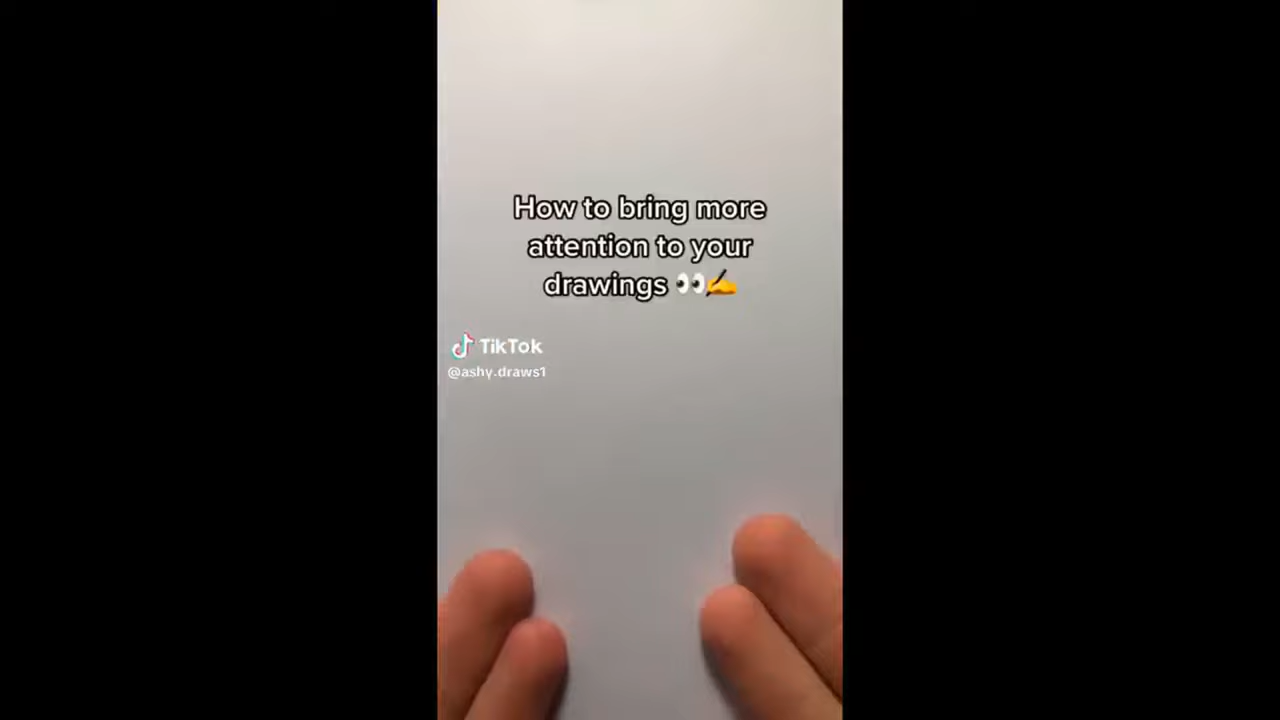 How to bring more
attention to your
drawings 👀✍️
TikTok
@ashy.draws1